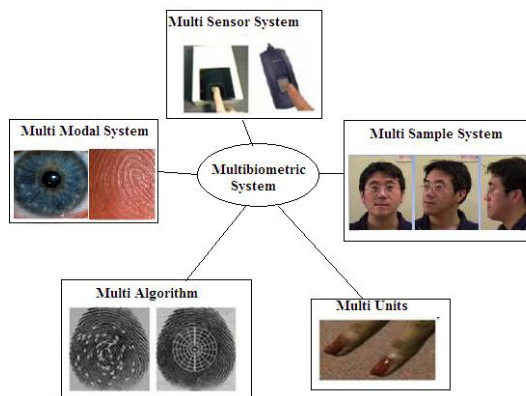 Multi Sensor System
Multi Modal System
Multi Sample System
Multibiometric
System
Multi Algorithm
Multi Units